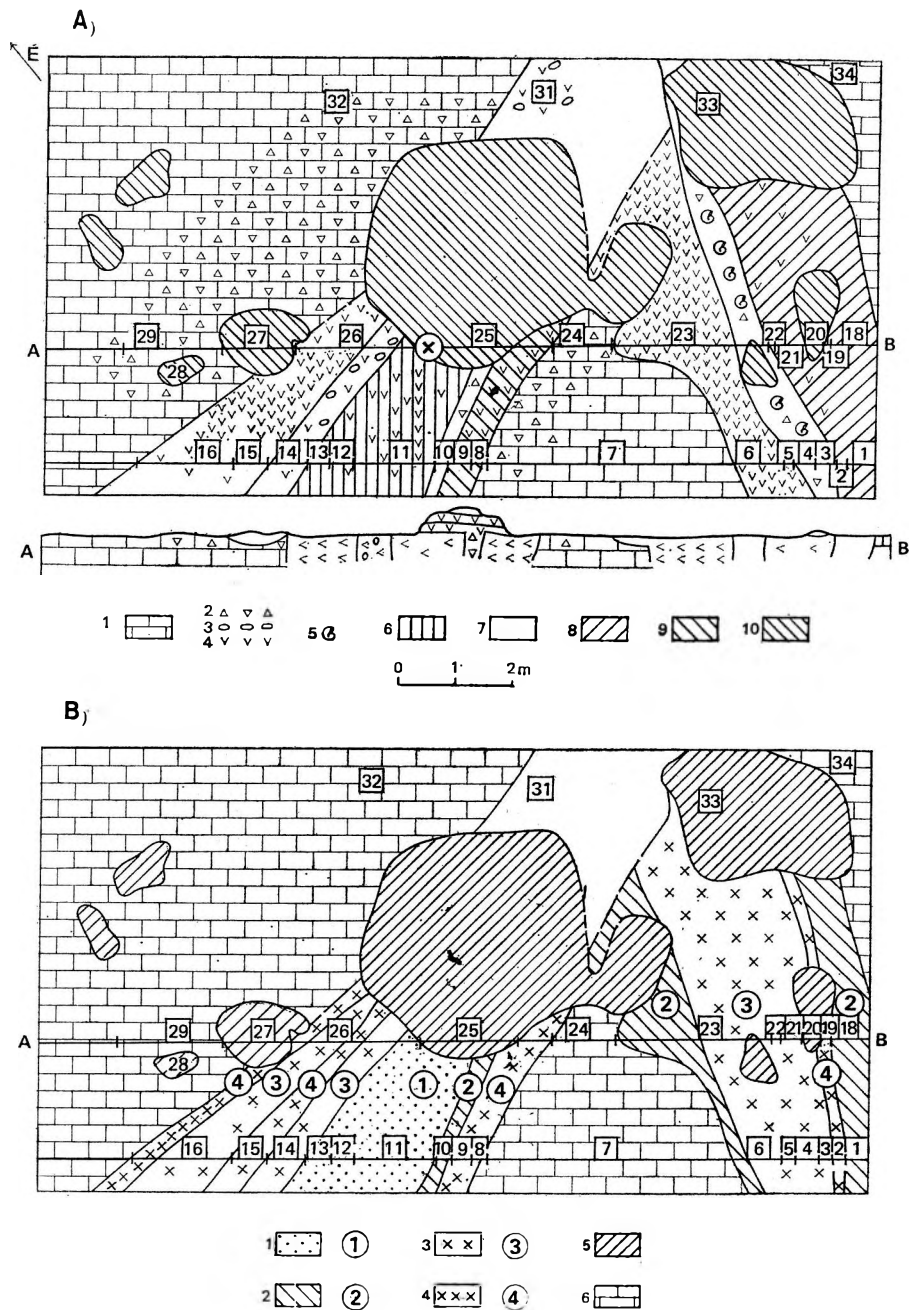 A)
É
32 31 33 34
A 29 27 26 25 24 23 22 20 18 B
28 21 19
16 15 14 13 12 11 10 9 8 7 6 5 4 3 1
2
A B
1 2 3 4 5 6 7 8 9 10
0 1 2 m
B)
32 31 33 34
2 3 2
A 29 27 26 25 24 23 22 21 20 19 18 B
28
4 3 4 3 1 2 4 4
16 15 14 13 12 11 10 9 8 7 6 5 4 3 2 1
1 1 3 3 5
2 2 4 4 6